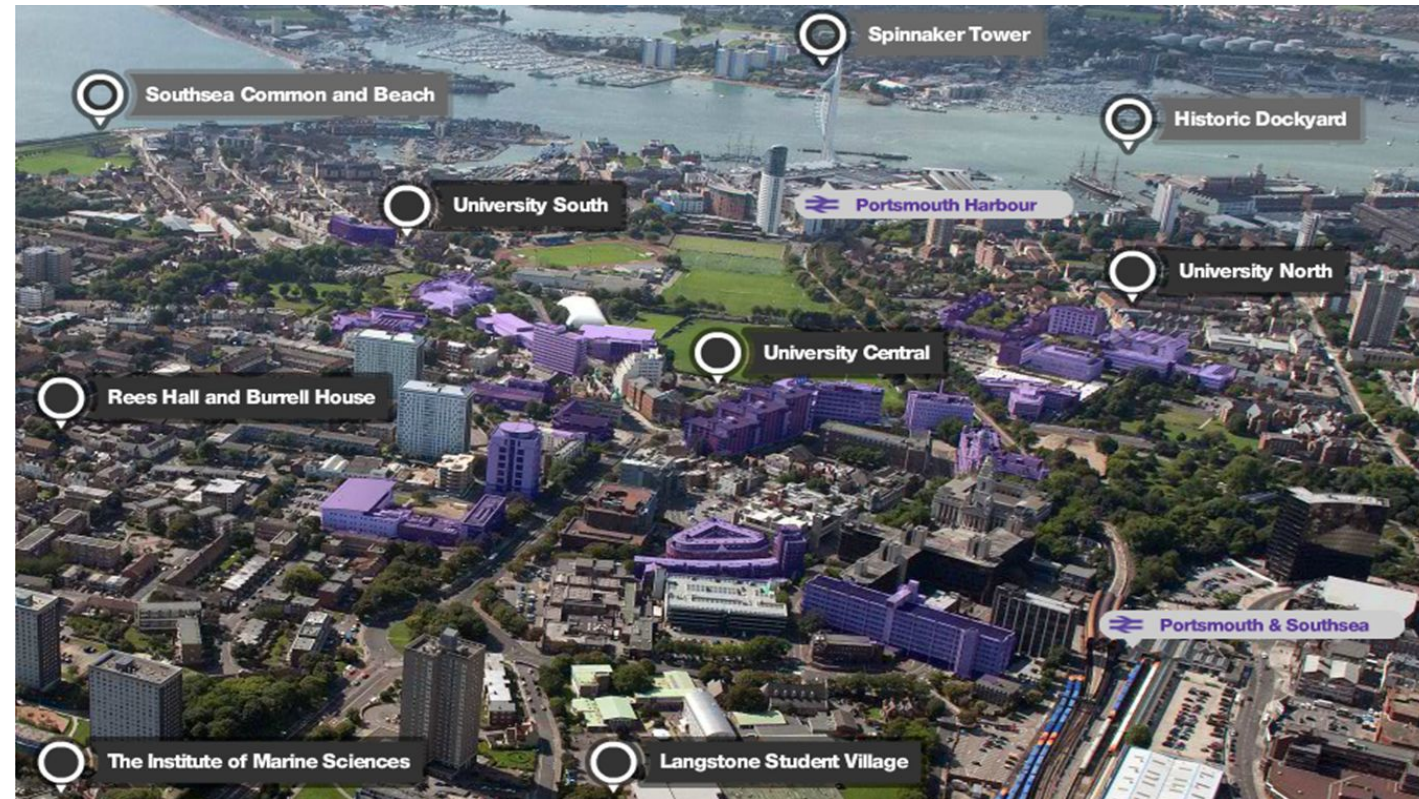 Spinnaker Tower
Southsea Common and Beach
Historic Dockyard
University South
Portsmouth Harbour
University North
University Central
Rees Hall and Burrell House
Portsmouth & Southsea
The Institute of Marine Sciences
Langstone Student Village